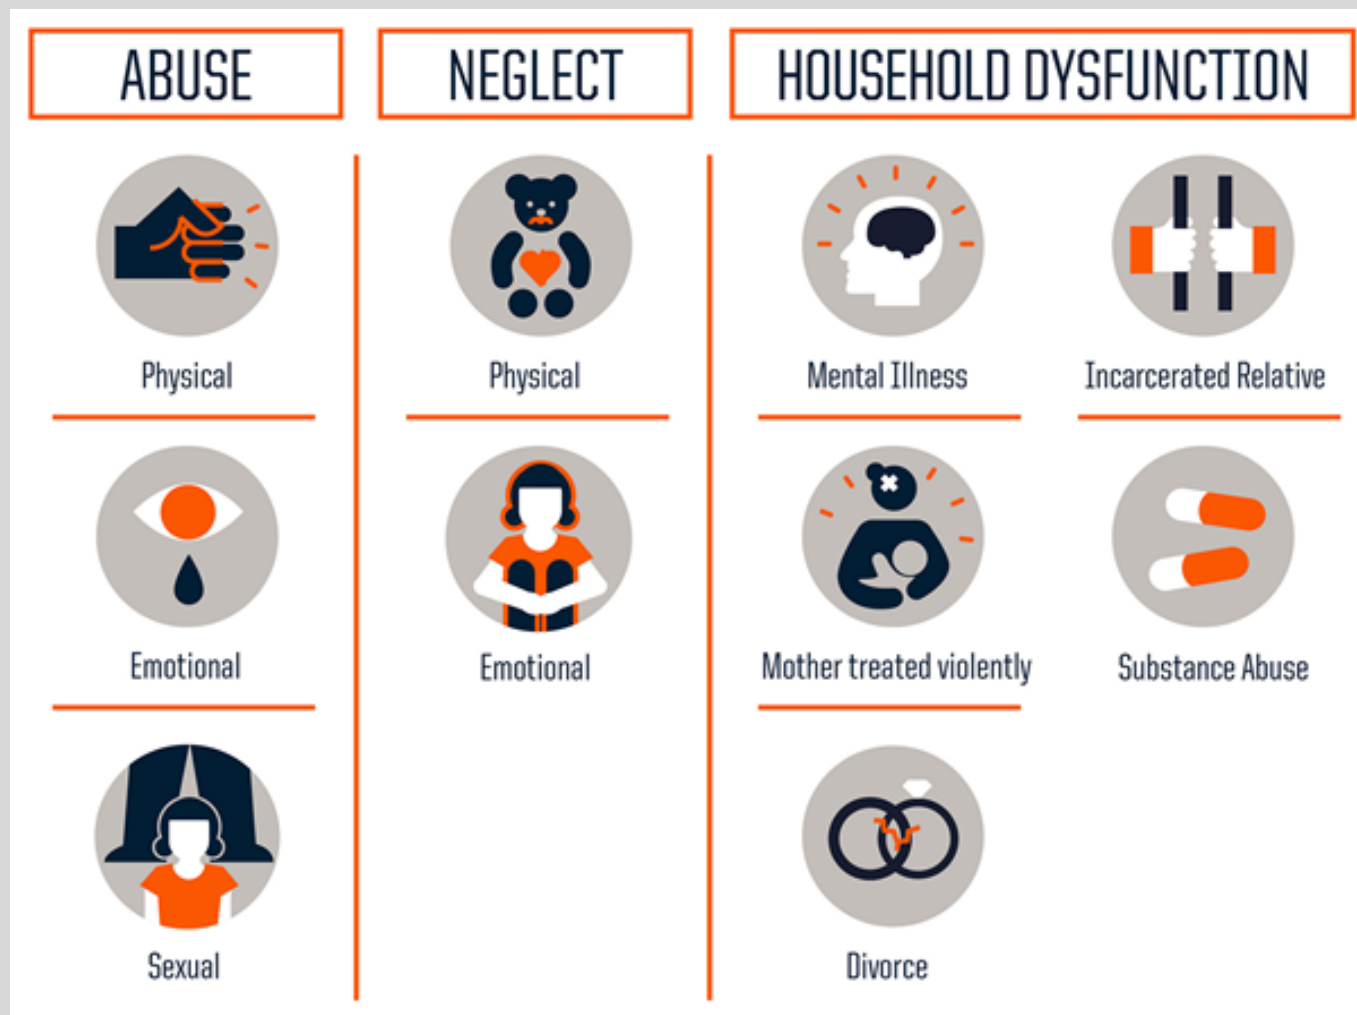 ABUSE
Physical
Emotional
Sexual
NEGLECT
Physical
Emotional
HOUSEHOLD DYSFUNCTION
Mental Illness
Incarcerated Relative
Mother treated violently
Substance Abuse
Divorce